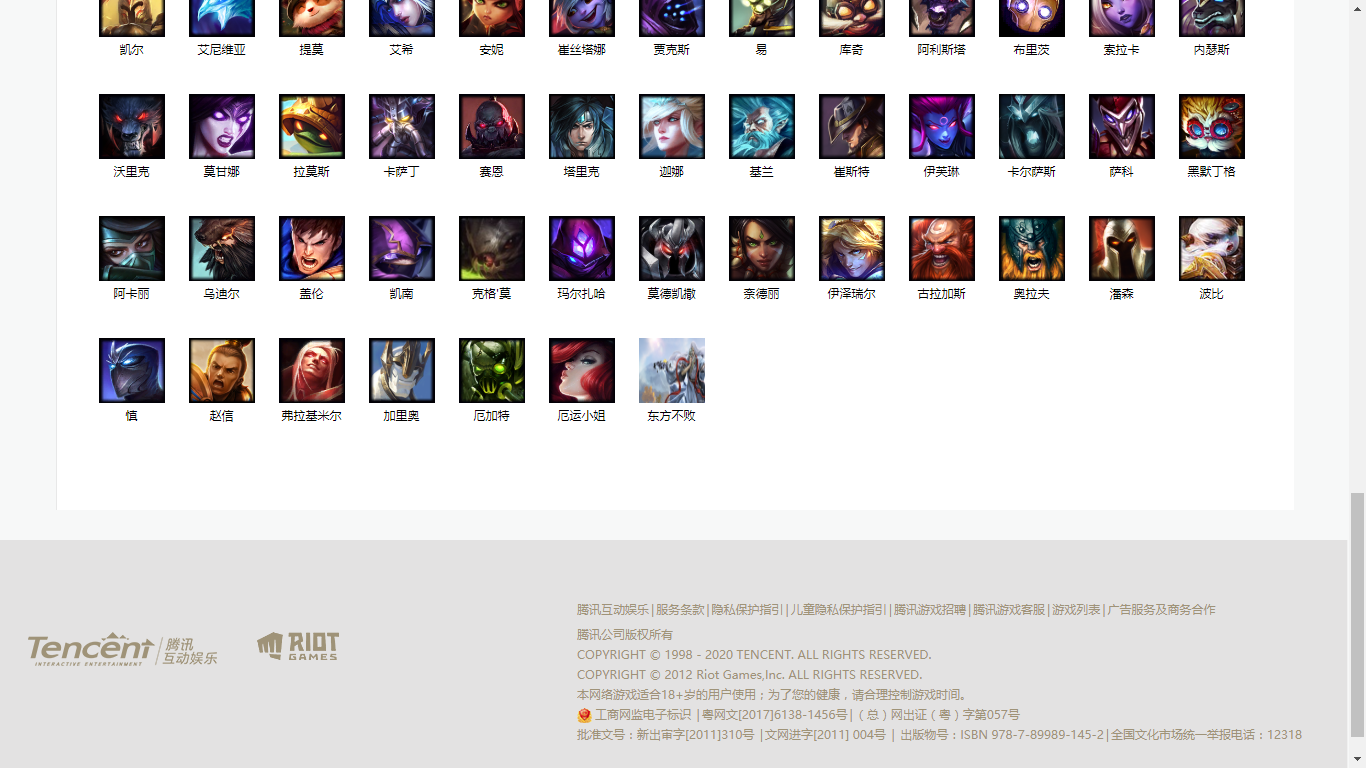 凯尔 艾尼维亚 提莫 艾希 安妮 崔丝塔娜 贾克斯 易 库奇 阿利斯塔 布里茨 索拉卡 内瑟斯
沃里克 莫甘娜 拉莫斯 卡萨丁 赛恩 塔里克 迦娜 基兰 崔斯特 伊芙琳 卡尔萨斯 萨科 黑默丁格
阿卡丽 乌迪尔 盖伦 凯南 克格'莫 玛尔扎哈 莫德凯撒 奈德丽 伊泽瑞尔 古拉加斯 奥拉夫 潘森 波比
慎 赵信 弗拉基米尔 加里奥 厄加特 厄运小姐 东方不败
腾讯互动娱乐|服务条款|隐私保护指引|儿童隐私保护指引|腾讯游戏招聘|腾讯游戏客服|游戏列表|广告服务及商务合作
Tencent 腾讯互动娱乐
INTERACTIVE ENTERTAINMENT
RIOT GAMES
腾讯公司版权所有
COPYRIGHT © 1998 - 2020 TENCENT. ALL RIGHTS RESERVED.
COPYRIGHT © 2012 Riot Games,Inc. ALL RIGHTS RESERVED.
本网络游戏适合18+岁的用户使用；为了您的健康，请合理控制游戏时间。
工商网监电子标识 |粤网文[2017]6138-1456号|（总）网出证（粤）字第057号
批准文号：新出审字[2011]310号 |文网进字[2011] 004号 | 出版物号：ISBN 978-7-89989-145-2|全国文化市场统一举报电话：12318